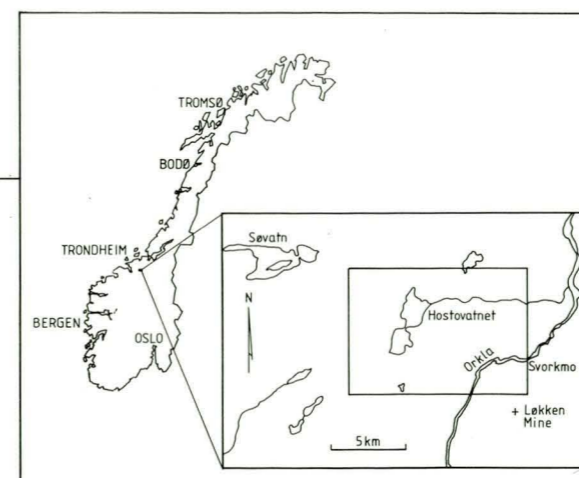 TROMSØ
BODØ
TRONDHEIM
BERGEN
OSLO
Søvatn
N
Hostovatnet
Orkla
Svorkmo
+ Løkken
Mine
5km